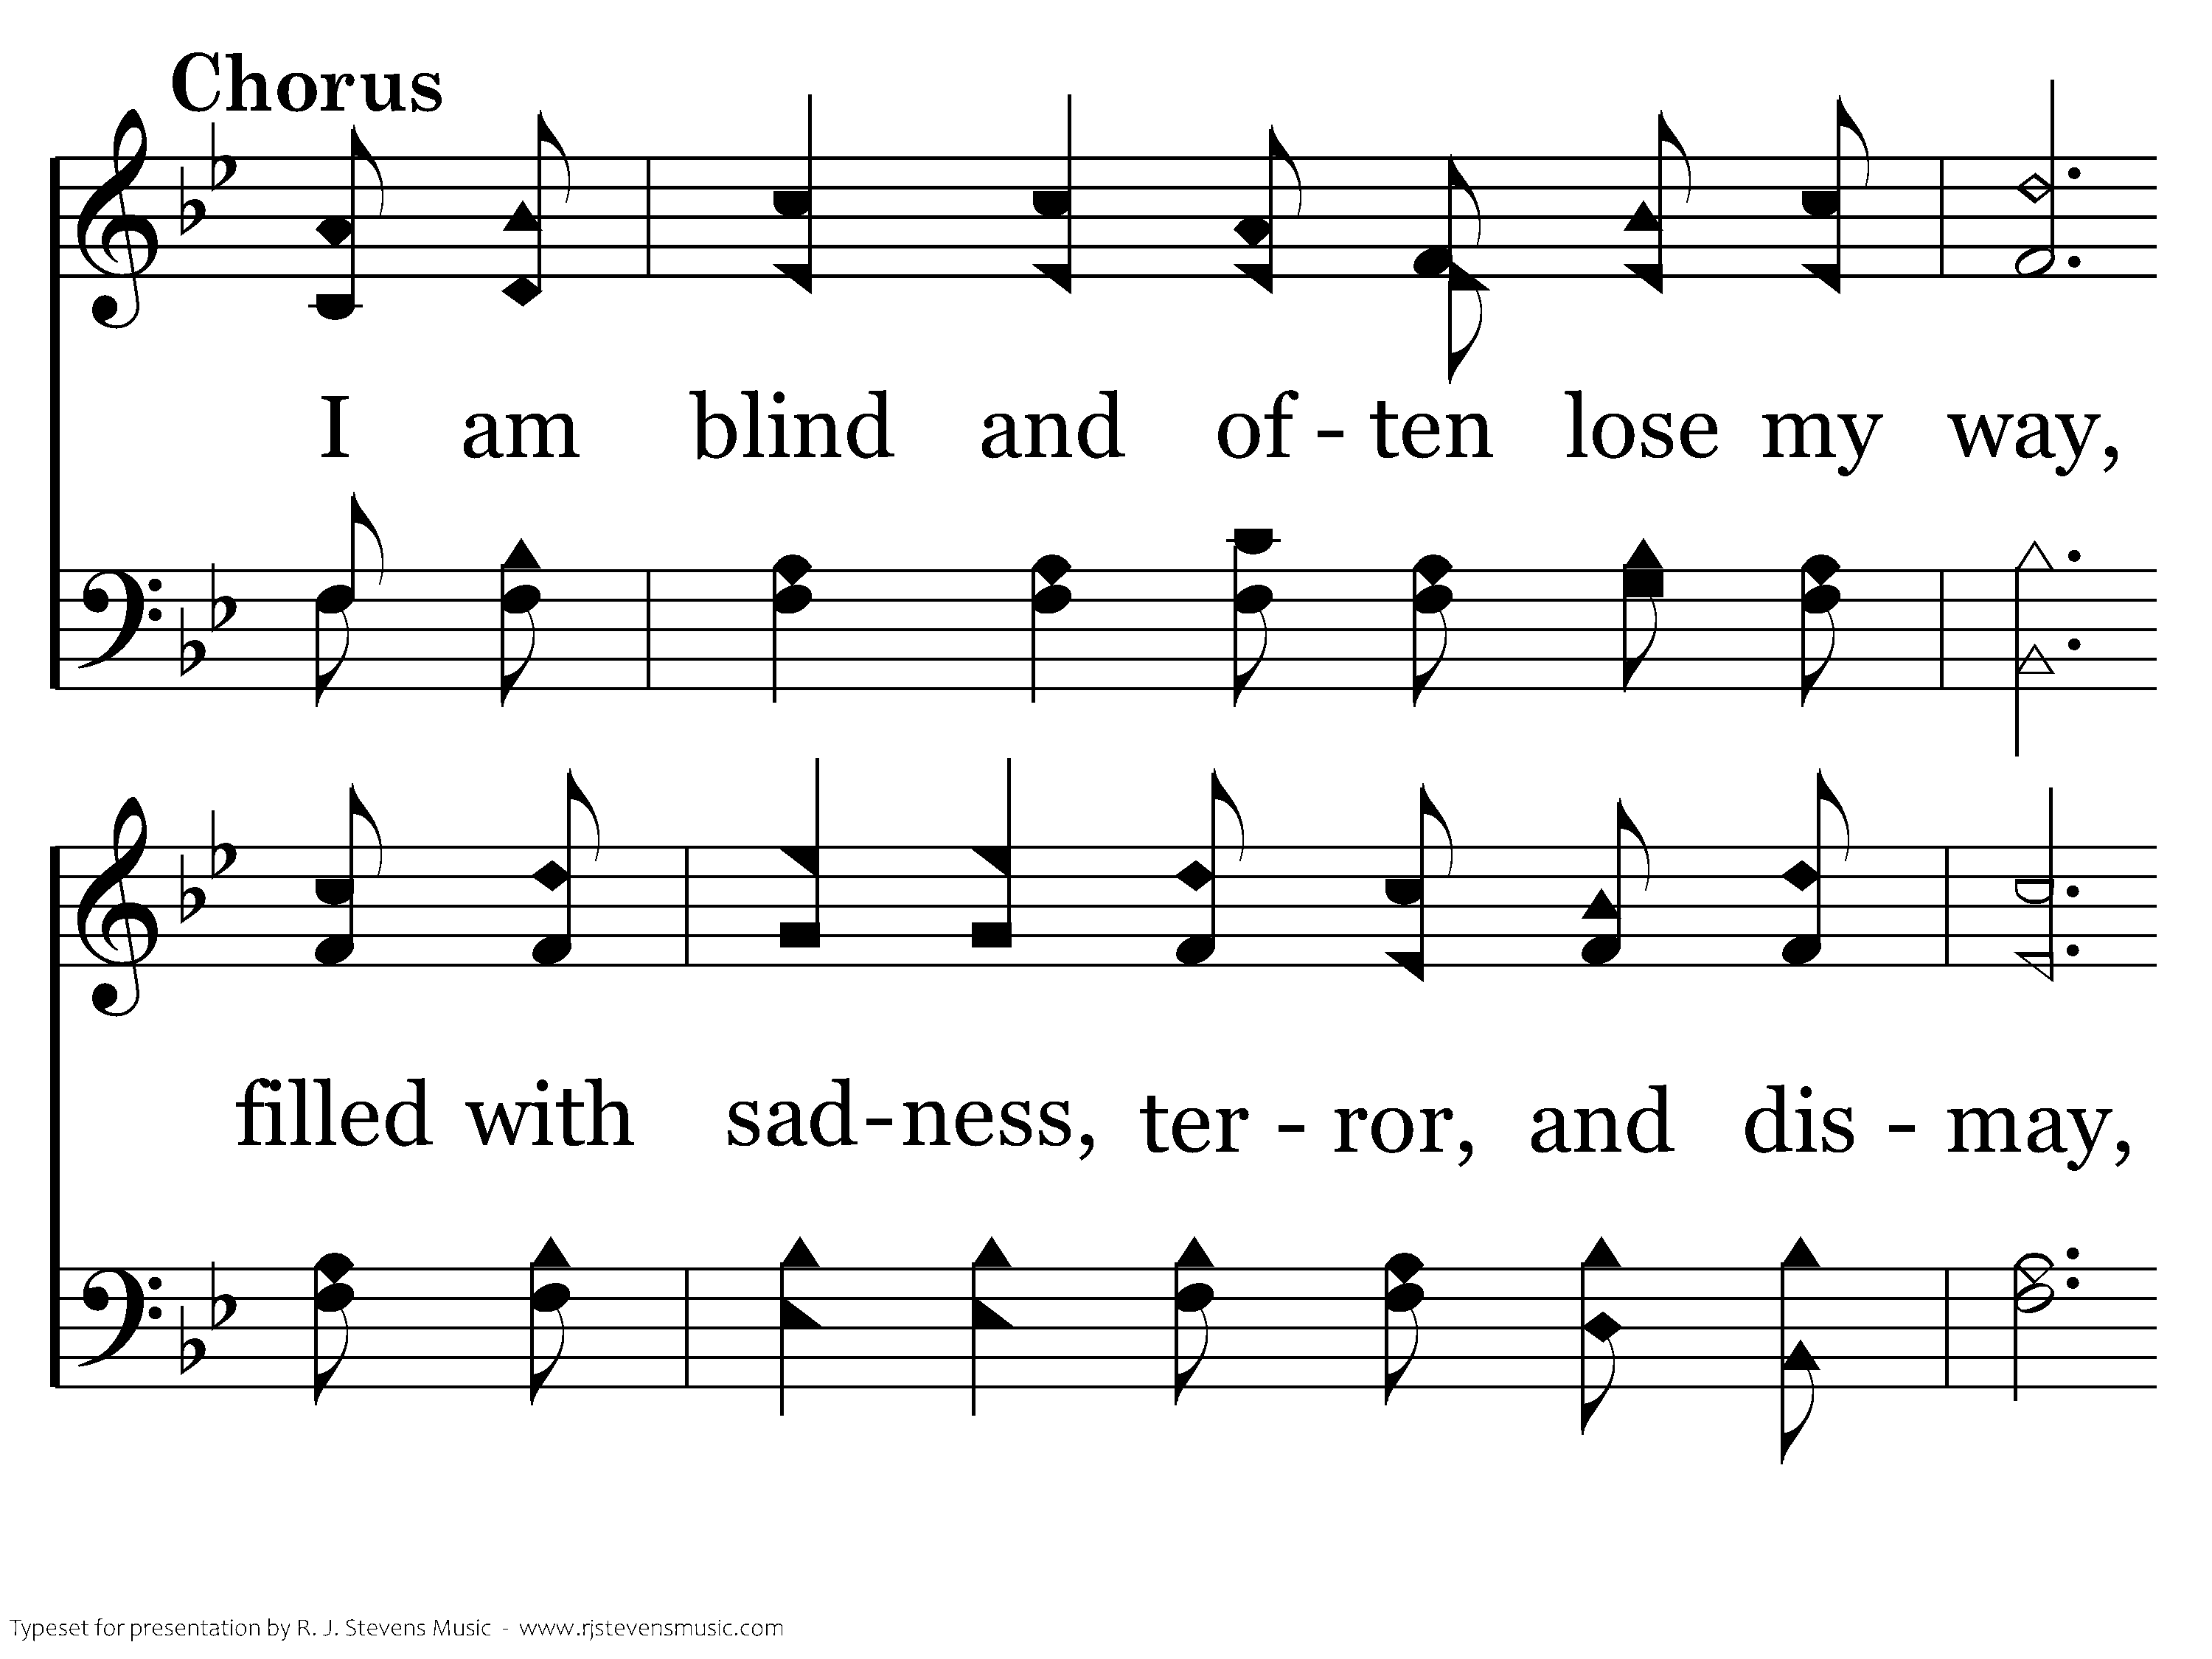 Chorus
I am blind and of - ten lose my way,
filled with sad - ness, ter - ror, and dis - may,
Typeset for presentation by R. J. Stevens Music - www.rjstevensmusic.com